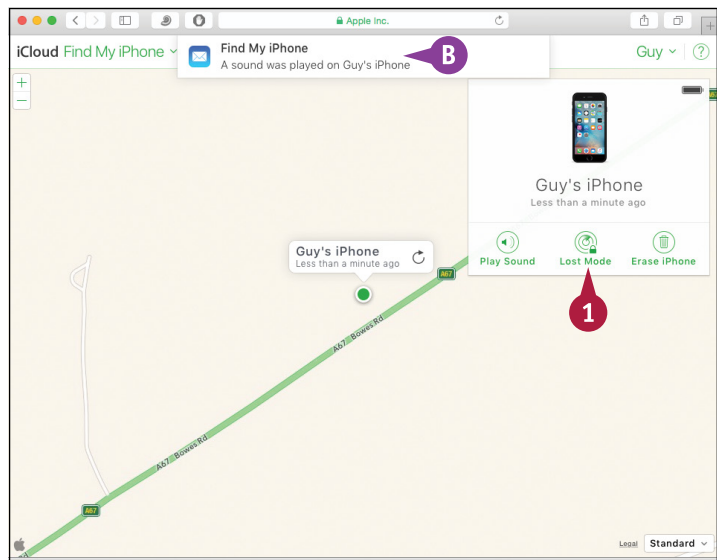 Apple Inc.
iCloud Find My iPhone
Find My iPhone
A sound was played on Guy's iPhone
B
Guy
?
+
−
Guy's iPhone
Less than a minute ago
Play Sound
Lost Mode
Erase iPhone
1
Guy's iPhone
Less than a minute ago
A67
A67 Bowes Rd
A67 Bowes Rd
A67
Legal
Standard